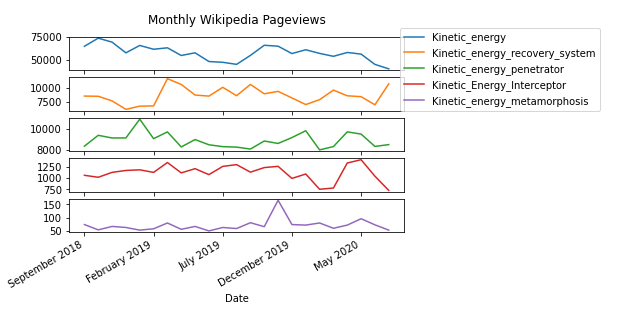 Monthly Wikipedia Pageviews
Kinetic_energy
Kinetic_energy_recovery_system
Kinetic_energy_penetrator
Kinetic_Energy_Interceptor
Kinetic_energy_metamorphosis
75000
50000
10000
7500
10000
8000
1250
1000
750
150
100
50
September 2018
February 2019
July 2019
December 2019
May 2020
Date